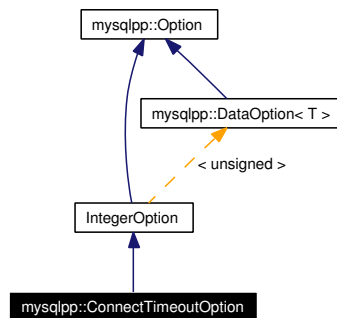 mysqlpp::Option
mysqlpp::DataOption< T >
< unsigned >
IntegerOption
mysqlpp::ConnectTimeoutOption